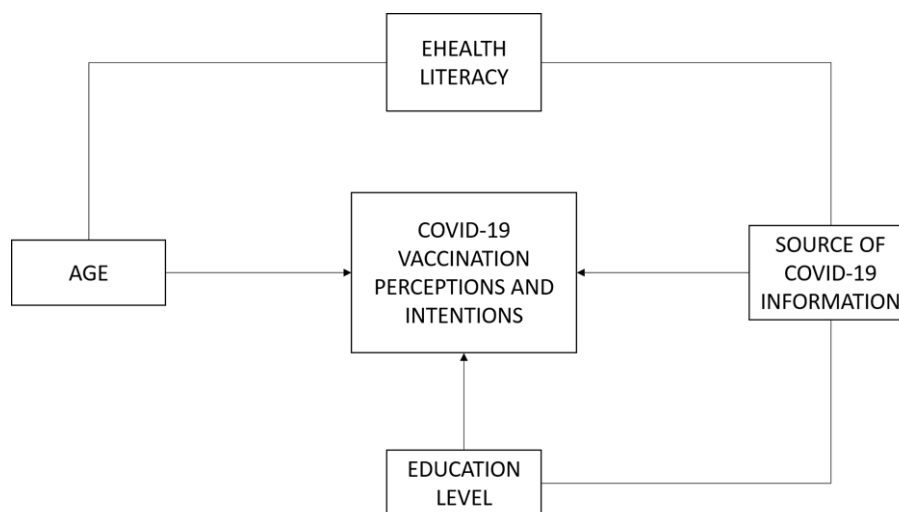 EHEALTH
LITERACY
COVID-19
VACCINATION
PERCEPTIONS AND
INTENTIONS
AGE
SOURCE OF
COVID-19
INFORMATION
EDUCATION
LEVEL